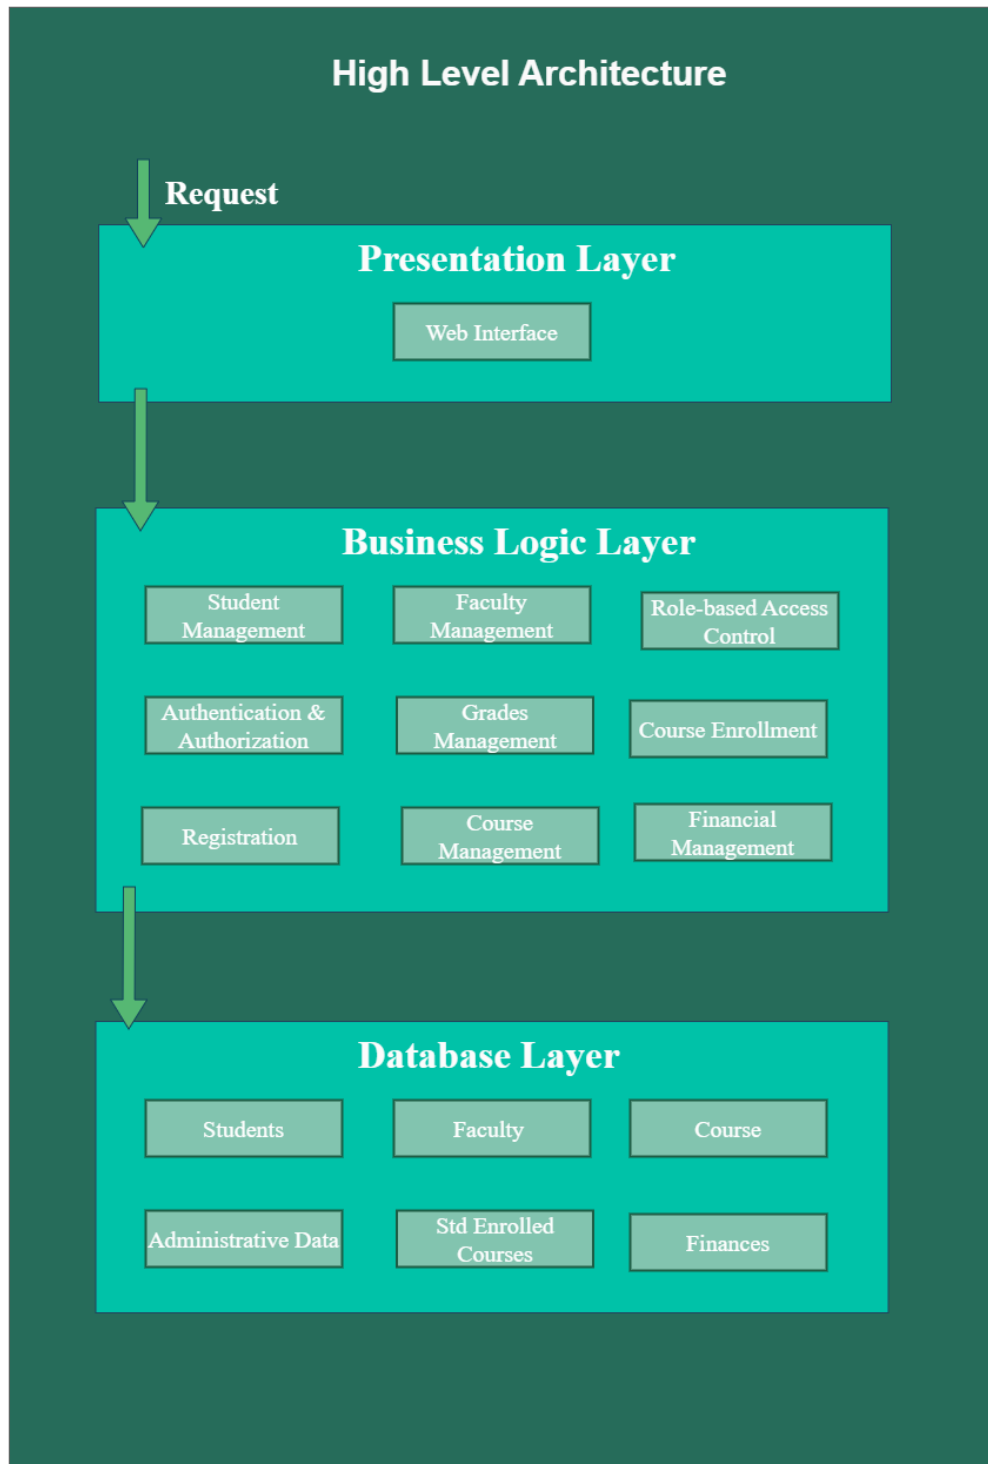 High Level Architecture
Request
Presentation Layer
Web Interface
Business Logic Layer
Student
Management
Faculty
Management
Role-based Access
Control
Authentication &
Authorization
Grades
Management
Course Enrollment
Registration
Course
Management
Financial
Management
Database Layer
Students
Faculty
Course
Administrative Data
Std Enrolled
Courses
Finances